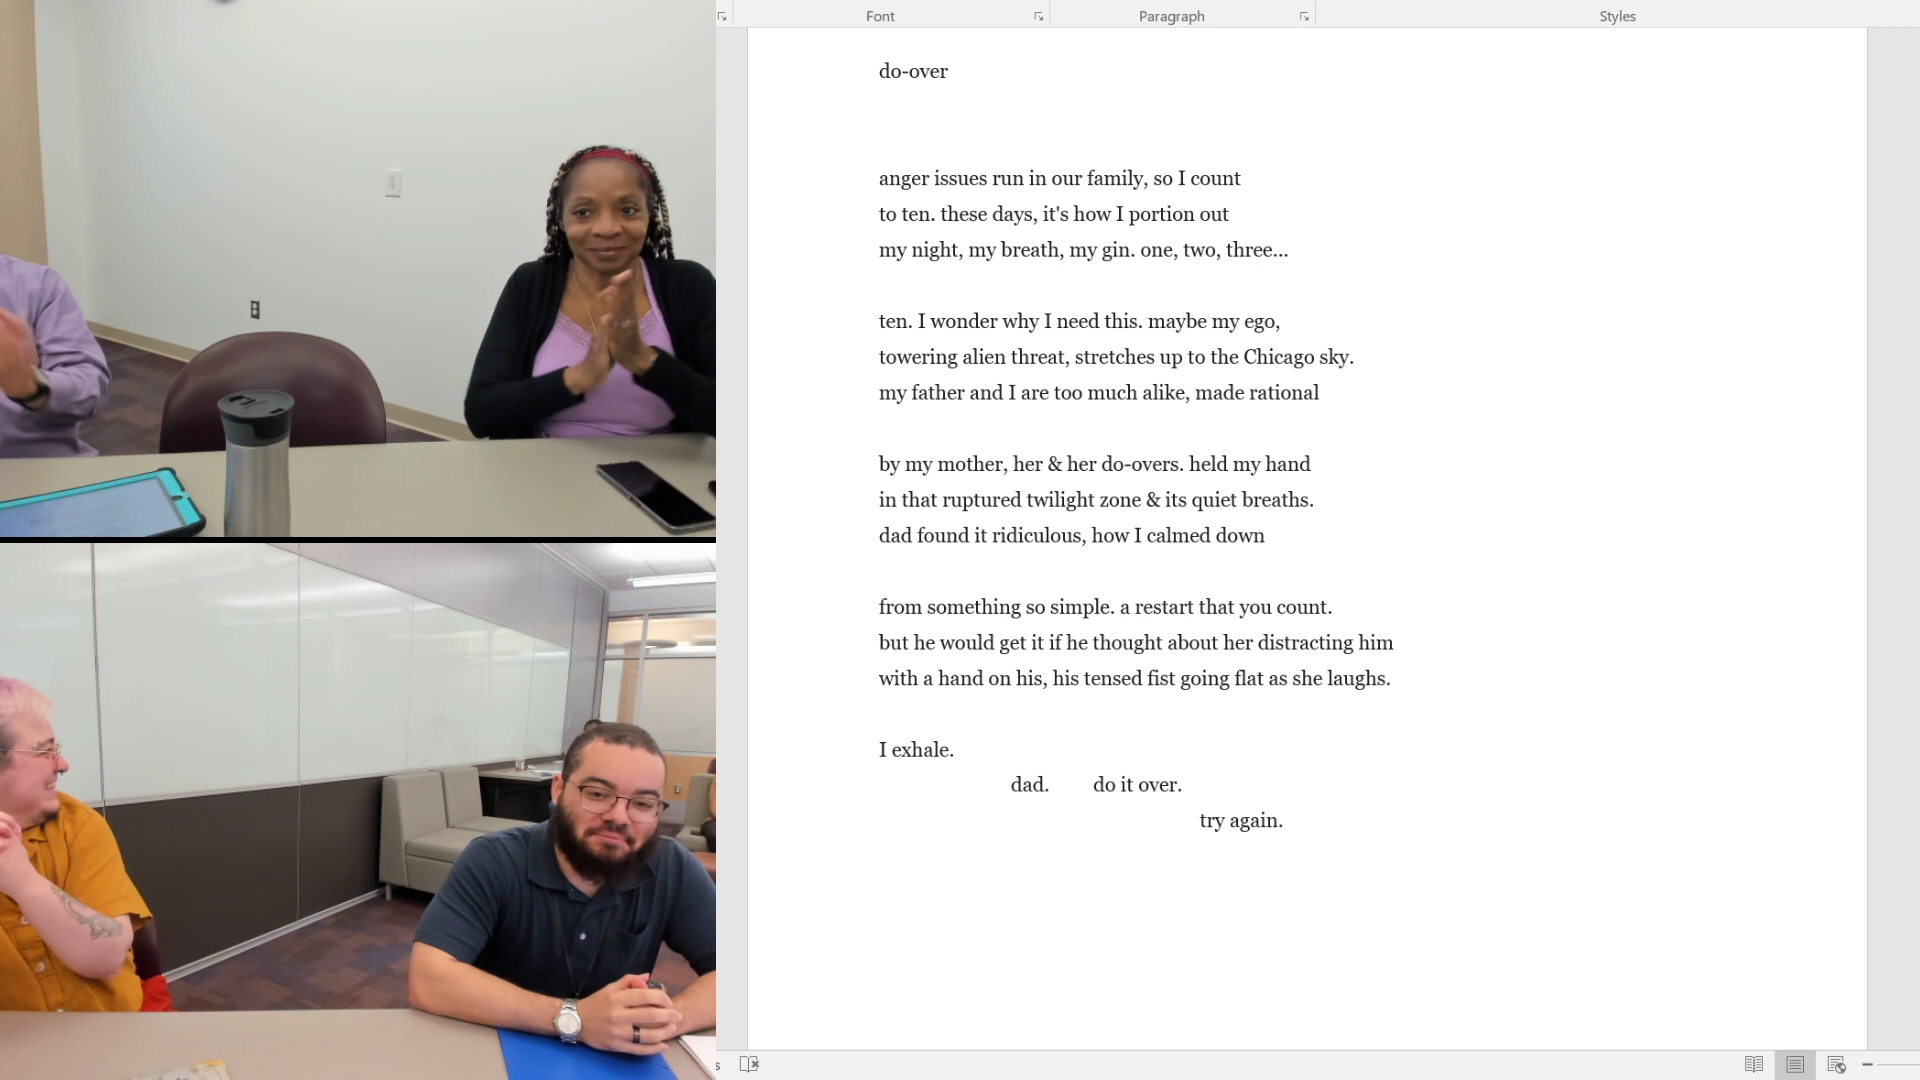 Font Paragraph Styles
do-over
anger issues run in our family, so I count
to ten. these days, it's how I portion out
my night, my breath, my gin. one, two, three...
ten. I wonder why I need this. maybe my ego,
towering alien threat, stretches up to the Chicago sky.
my father and I are too much alike, made rational
by my mother, her & her do-overs. held my hand
in that ruptured twilight zone & its quiet breaths.
dad found it ridiculous, how I calmed down
from something so simple. a restart that you count.
but he would get it if he thought about her distracting him
with a hand on his, his tensed fist going flat as she laughs.
I exhale.
dad. do it over.
try again.